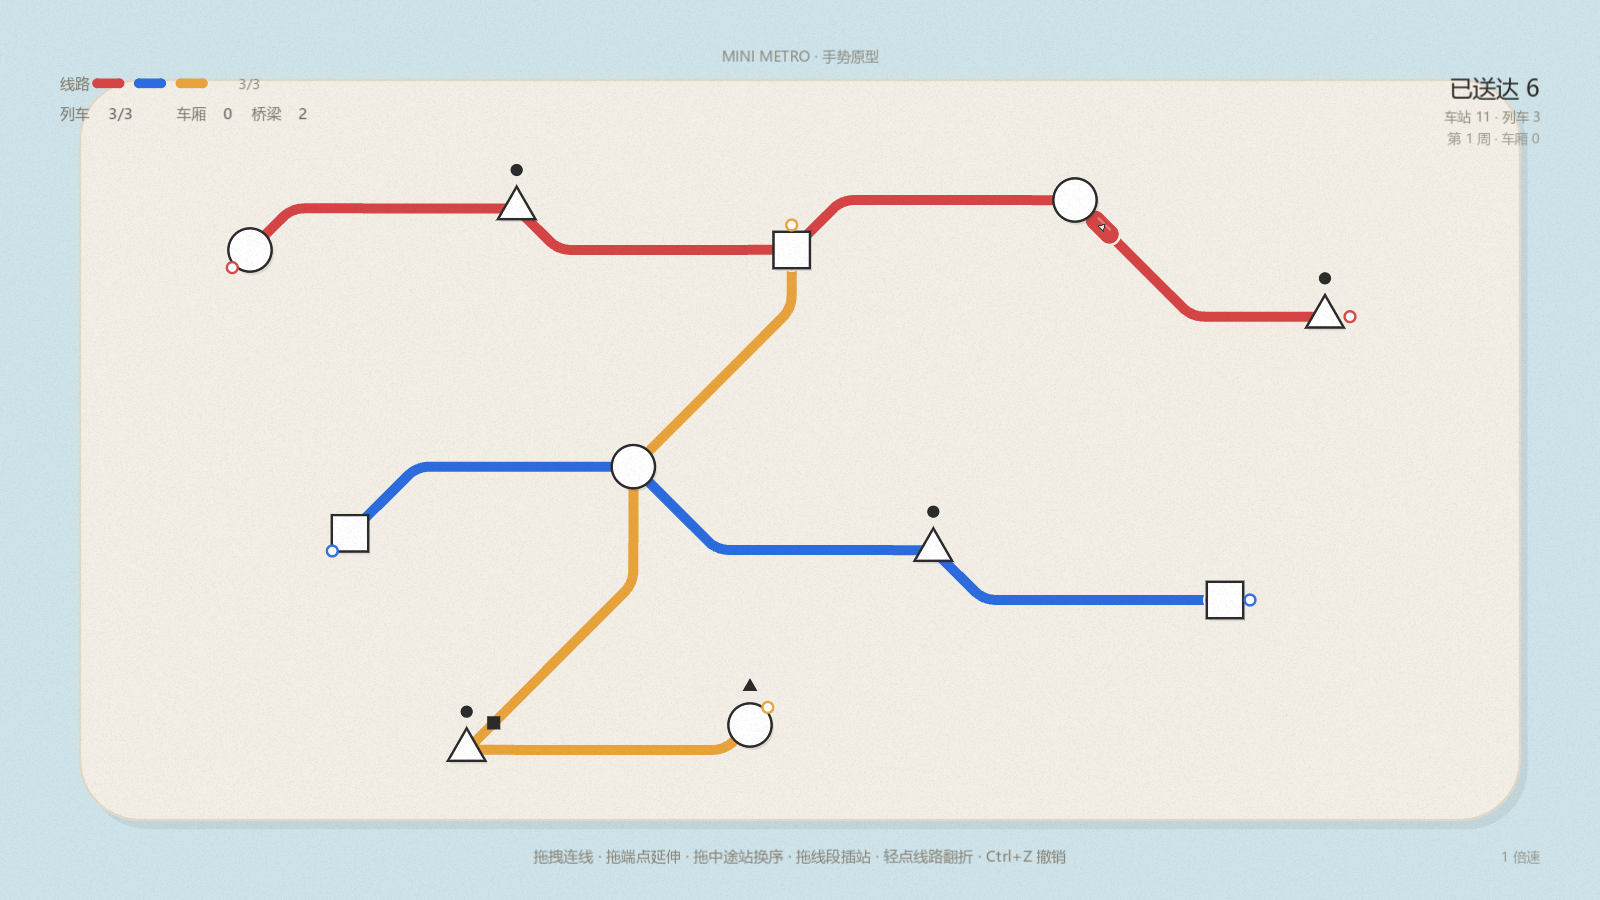 MINI METRO · 手势原型
线路 3/3
列车 3/3 车厢 0 桥梁 2
已送达 6
车站 11 · 列车 3
第 1 周 · 车厢 0
拖拽连线 · 拖端点延伸 · 拖中途站换序 · 拖线段插站 · 轻点线路翻折 · Ctrl+Z 撤销
1 倍速